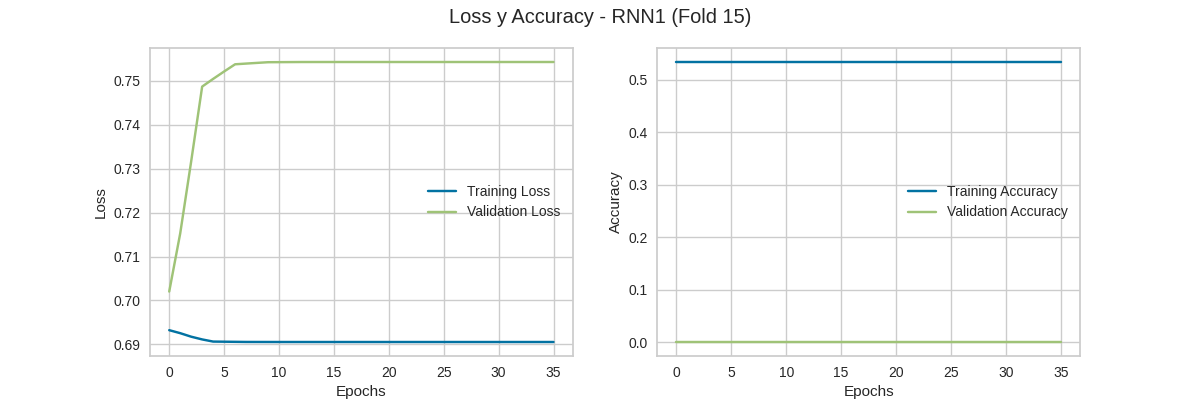 Loss y Accuracy - RNN1 (Fold 15)
0.75
0.74
0.73
0.72
0.71
0.70
0.69
Loss
Training Loss
Validation Loss
0 5 10 15 20 25 30 35
Epochs
0.5
0.4
0.3
0.2
0.1
0.0
Accuracy
Training Accuracy
Validation Accuracy
0 5 10 15 20 25 30 35
Epochs